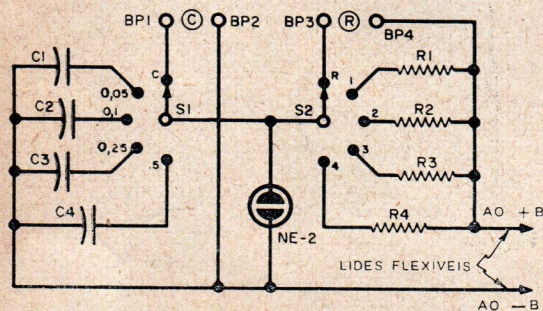 BP1 C BP2 BP3 R BP4
C1 C R R1
0,05 1
C2 0,1 S1 S2 2 R2
C3 0,25 3 R3
.5 4
C4 NE-2 R4
AO + B
LIDES FLEXÍVEIS
AO - B